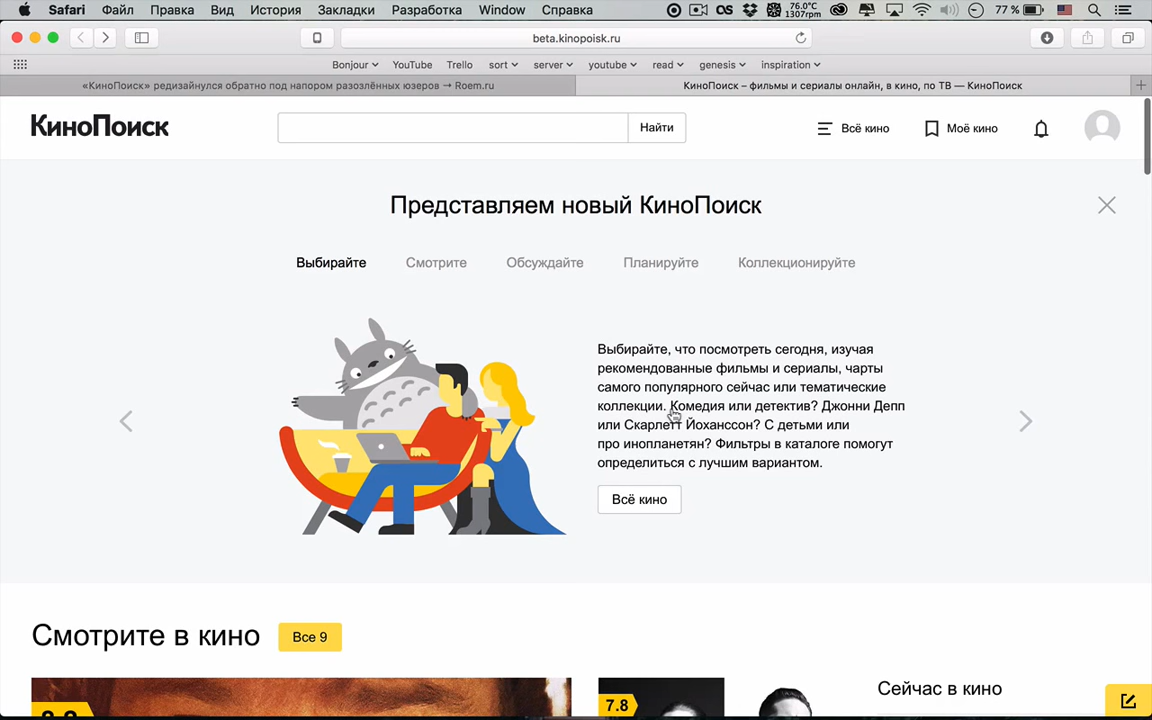 Safari Файл Правка Вид История Закладки Разработка Window Справка 76.0°C 1307rpm 77 %
beta.kinopoisk.ru
Bonjour YouTube Trello sort server youtube read genesis inspiration
«КиноПоиск» редизайнулся обратно под напором разозлённых юзеров → Roem.ru
КиноПоиск – фильмы и сериалы онлайн, в кино, по ТВ — КиноПоиск
КиноПоиск
Найти
Всё кино
Моё кино
Представляем новый КиноПоиск
Выбирайте Смотрите Обсуждайте Планируйте Коллекционируйте
Выбирайте, что посмотреть сегодня, изучая
рекомендованные фильмы и сериалы, чарты
самого популярного сейчас или тематические
коллекции. Комедия или детектив? Джонни Депп
или Скарлетт Йоханссон? С детьми или
про инопланетян? Фильтры в каталоге помогут
определиться с лучшим вариантом.
Всё кино
Смотрите в кино
Все 9
7.8
Сейчас в кино